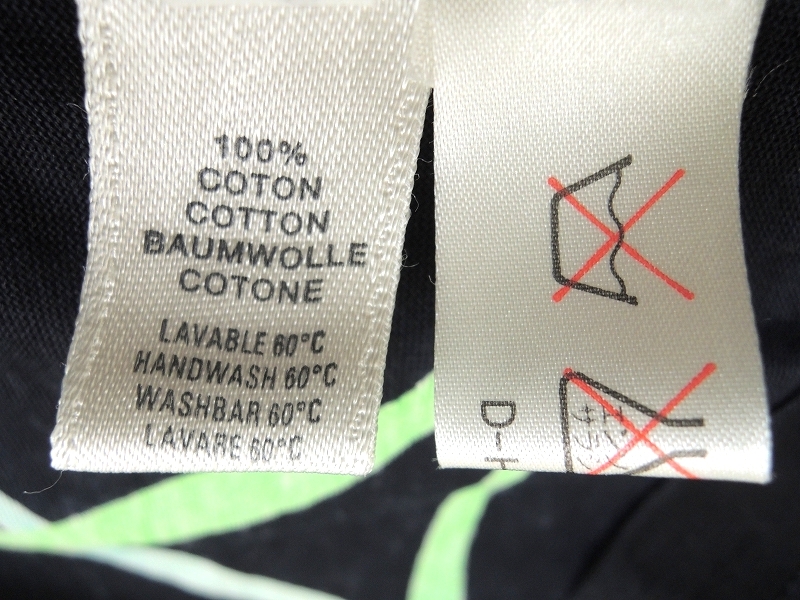 100%
COTON
COTTON
BAUMWOLLE
COTONE
LAVABLE 60°C
HANDWASH 60°C
WASHBAR 60°C
LAVARE 60°C